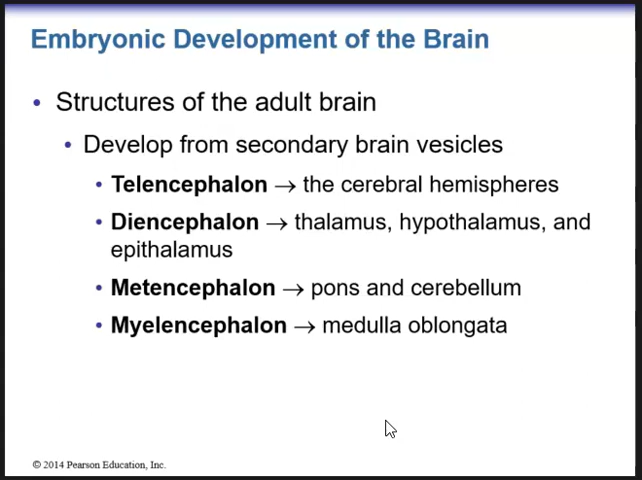 Embryonic Development of the Brain
• Structures of the adult brain
• Develop from secondary brain vesicles
• Telencephalon → the cerebral hemispheres
• Diencephalon → thalamus, hypothalamus, and
epithalamus
• Metencephalon → pons and cerebellum
• Myelencephalon → medulla oblongata
© 2014 Pearson Education, Inc.